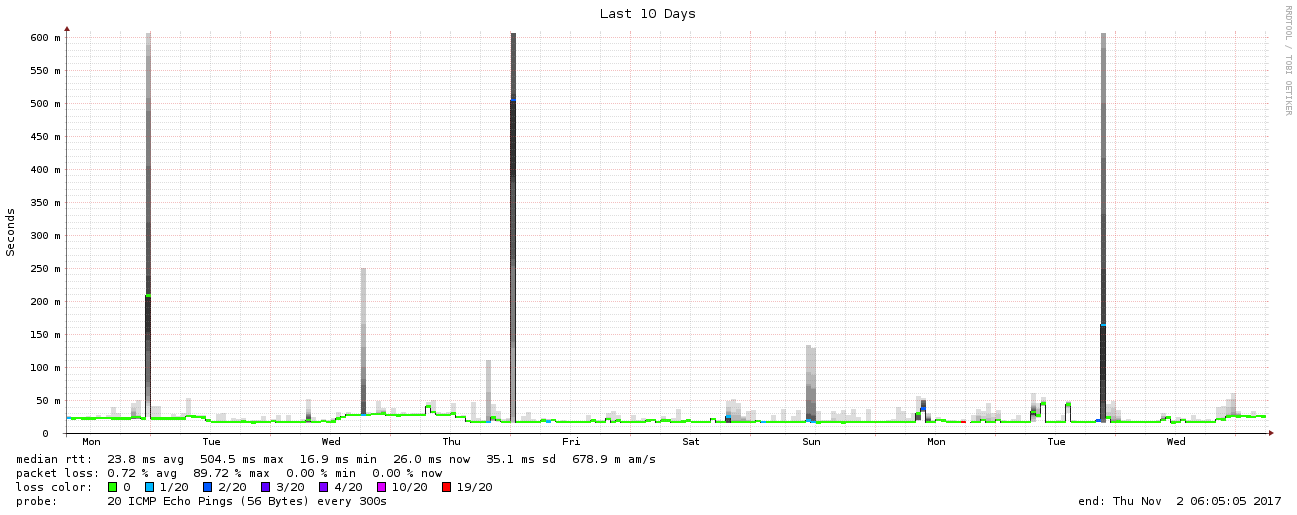 Last 10 Days
RRDTOOL / TOBI OETIKER
Seconds
600 m
550 m
500 m
450 m
400 m
350 m
300 m
250 m
200 m
150 m
100 m
50 m
0
Mon Tue Wed Thu Fri Sat Sun Mon Tue Wed
median rtt: 23.8 ms avg 504.5 ms max 16.9 ms min 26.0 ms now 35.1 ms sd 678.9 m am/s
packet loss: 0.72 % avg 89.72 % max 0.00 % min 0.00 % now
loss color: 0 1/20 2/20 3/20 4/20 10/20 19/20
probe: 20 ICMP Echo Pings (56 Bytes) every 300s end: Thu Nov 2 06:05:05 2017